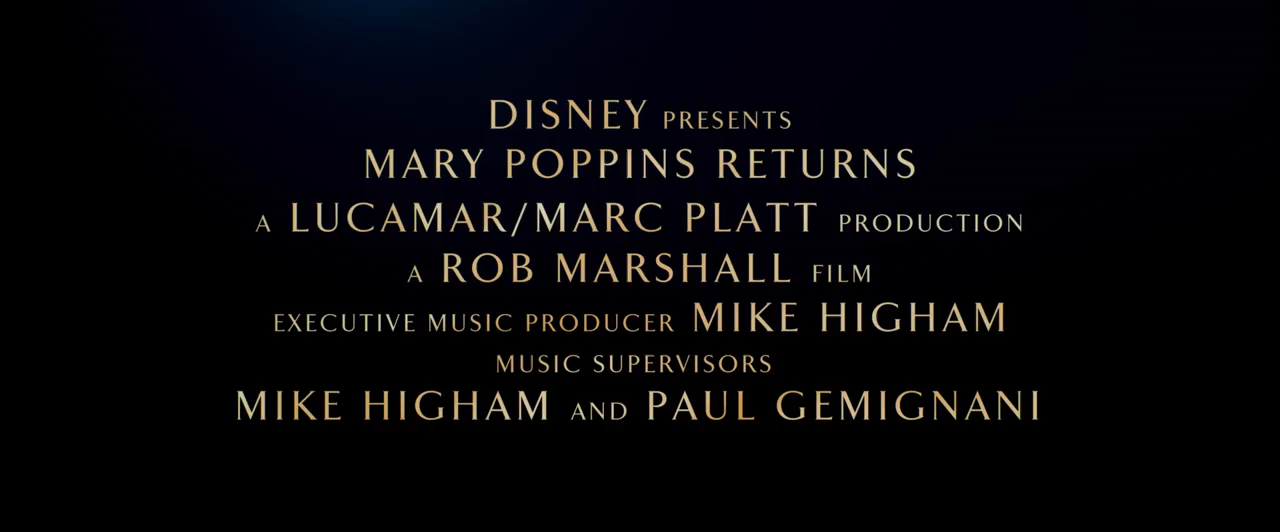 DISNEY PRESENTS
MARY POPPINS RETURNS
A LUCAMAR/MARC PLATT PRODUCTION
A ROB MARSHALL FILM
EXECUTIVE MUSIC PRODUCER MIKE HIGHAM
MUSIC SUPERVISORS
MIKE HIGHAM AND PAUL GEMIGNANI